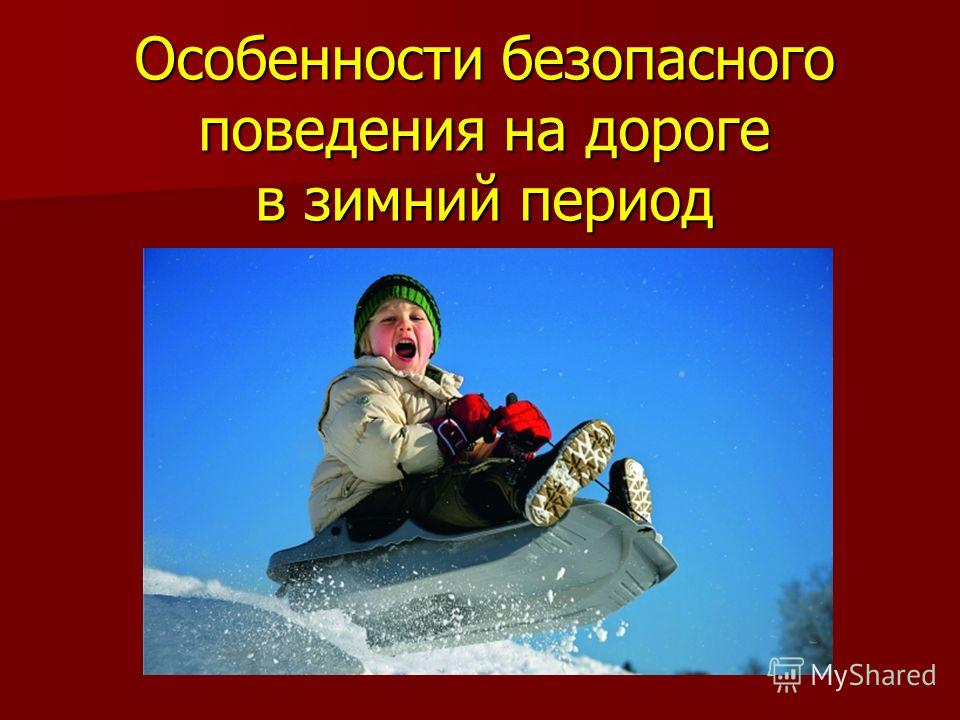 Особенности безопасного
поведения на дороге
в зимний период
MyShared